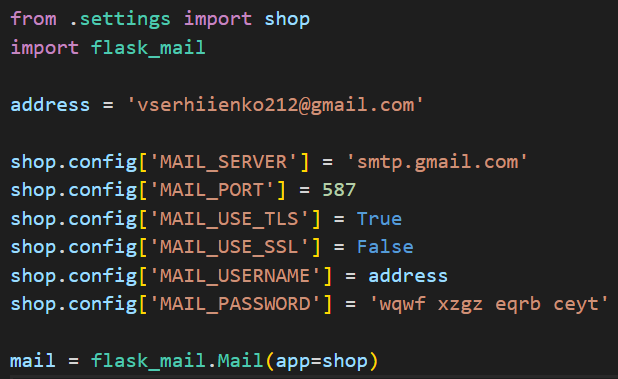 from .settings import shop
import flask_mail
address = 'vserhiienko212@gmail.com'
shop.config['MAIL_SERVER'] = 'smtp.gmail.com'
shop.config['MAIL_PORT'] = 587
shop.config['MAIL_USE_TLS'] = True
shop.config['MAIL_USE_SSL'] = False
shop.config['MAIL_USERNAME'] = address
shop.config['MAIL_PASSWORD'] = 'wqwf xzgz eqrb ceyt'
mail = flask_mail.Mail(app=shop)